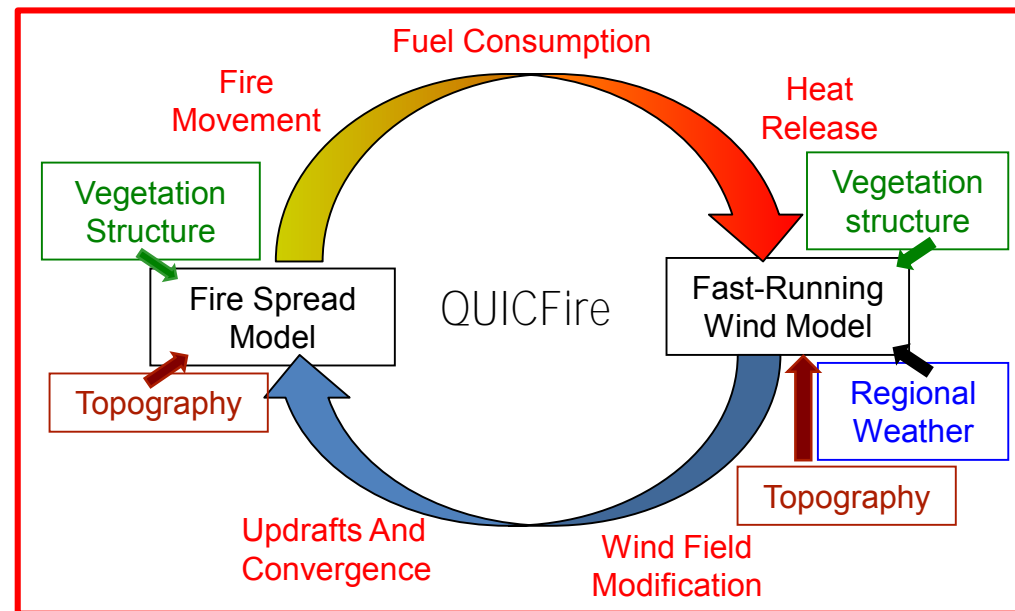 Fuel Consumption
Fire
Movement
Heat
Release
Vegetation
Structure
Vegetation
structure
Fire Spread
Model
QUICFire
Fast-Running
Wind Model
Topography
Regional
Weather
Topography
Updrafts And
Convergence
Wind Field
Modification